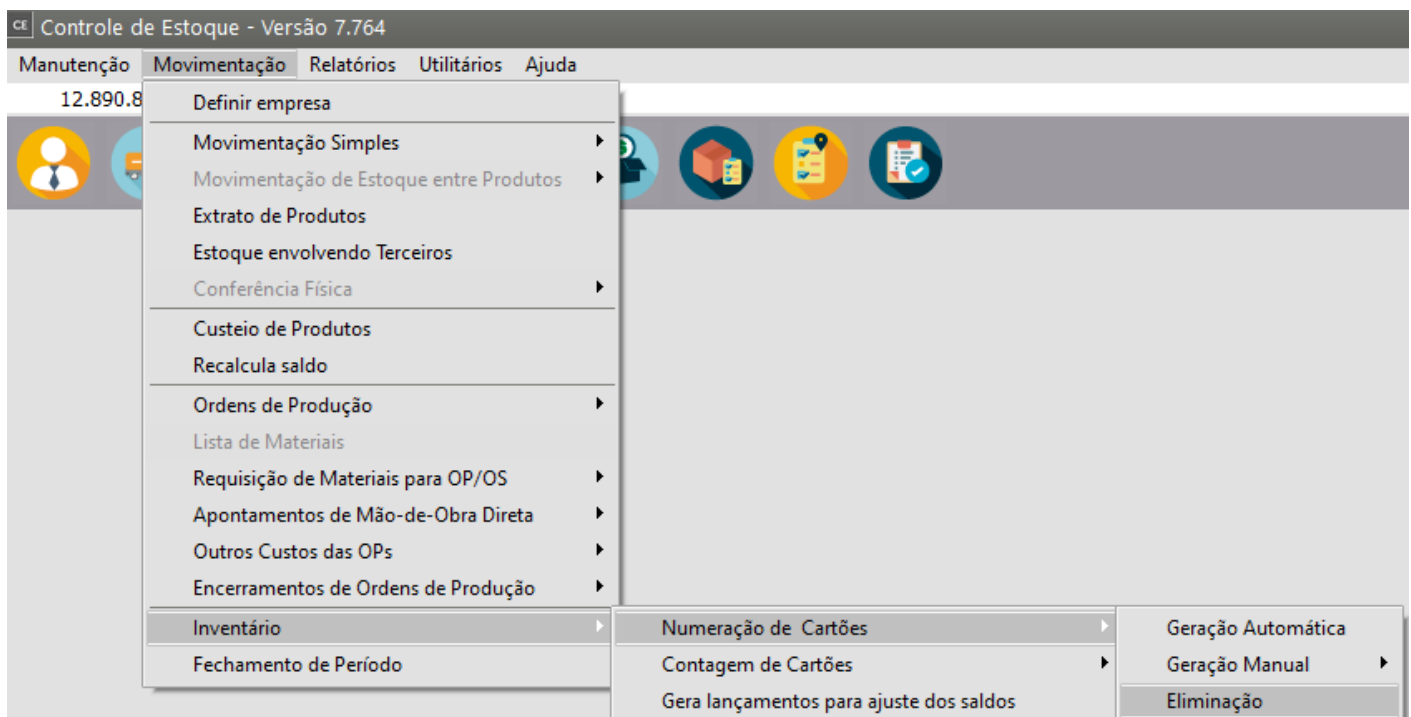 CE Controle de Estoque - Versão 7.764
Manutenção Movimentação Relatórios Utilitários Ajuda
12.890.8
Definir empresa
Movimentação Simples
Movimentação de Estoque entre Produtos
Extrato de Produtos
Estoque envolvendo Terceiros
Conferência Física
Custeio de Produtos
Recalcula saldo
Ordens de Produção
Lista de Materiais
Requisição de Materiais para OP/OS
Apontamentos de Mão-de-Obra Direta
Outros Custos das OPs
Encerramentos de Ordens de Produção
Inventário
Fechamento de Período
Numeração de Cartões
Contagem de Cartões
Gera lançamentos para ajuste dos saldos
Geração Automática
Geração Manual
Eliminação